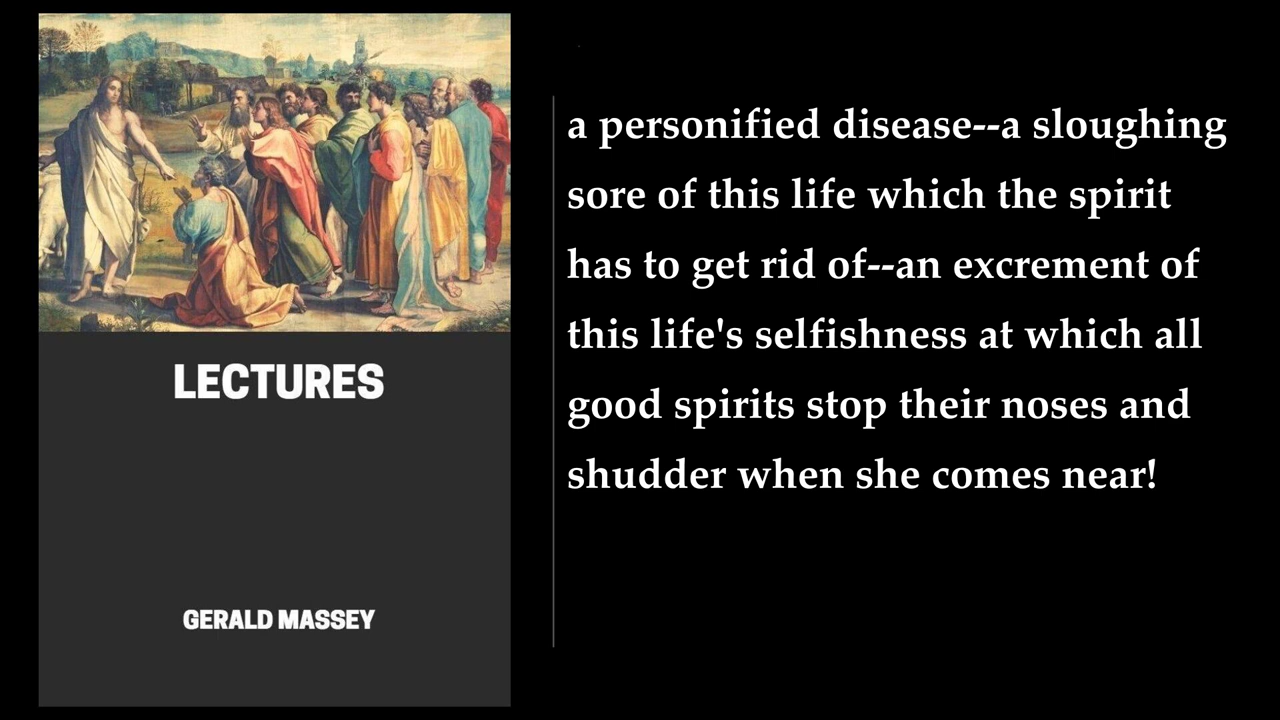 LECTURES
GERALD MASSEY
a personified disease--a sloughing
sore of this life which the spirit
has to get rid of--an excrement of
this life's selfishness at which all
good spirits stop their noses and
shudder when she comes near!